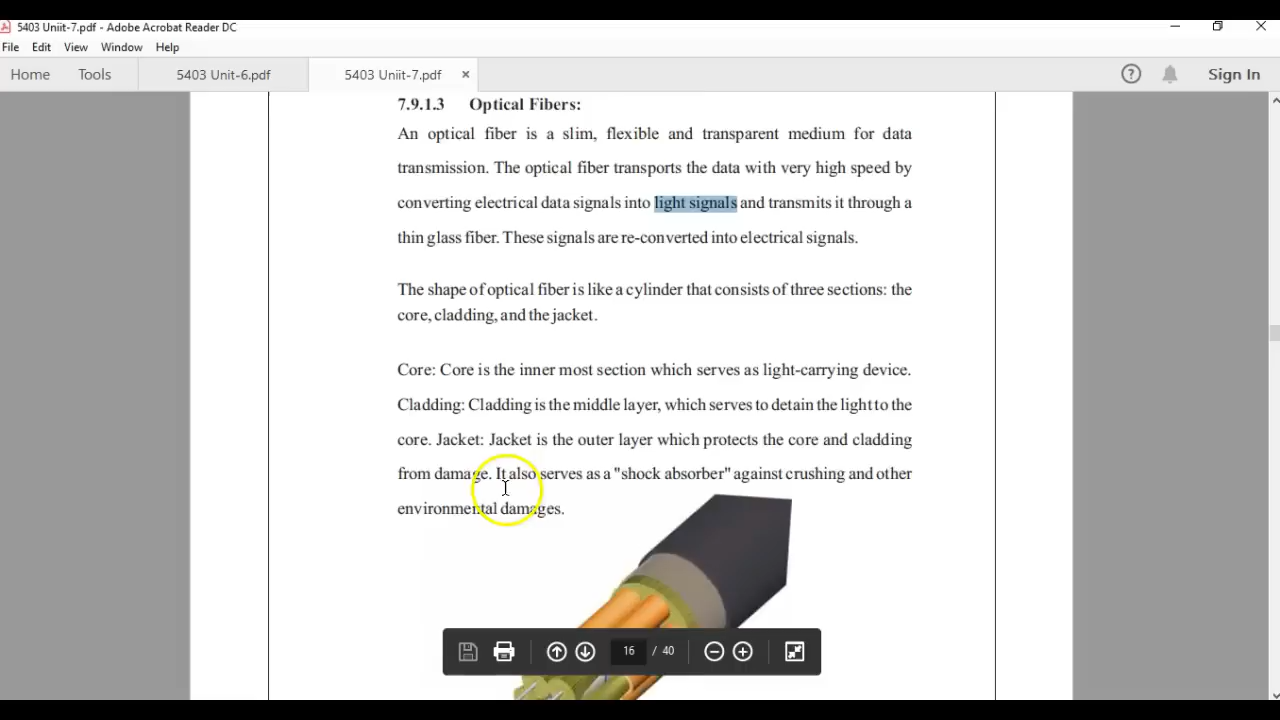 5403 Uniit-7.pdf - Adobe Acrobat Reader DC
File Edit View Window Help
Home Tools 5403 Unit-6.pdf 5403 Uniit-7.pdf × ? Sign In
7.9.1.3 Optical Fibers:
An optical fiber is a slim, flexible and transparent medium for data
transmission. The optical fiber transports the data with very high speed by
converting electrical data signals into light signals and transmits it through a
thin glass fiber. These signals are re-converted into electrical signals.
The shape of optical fiber is like a cylinder that consists of three sections: the
core, cladding, and the jacket.
Core: Core is the inner most section which serves as light-carrying device.
Cladding: Cladding is the middle layer, which serves to detain the light to the
core. Jacket: Jacket is the outer layer which protects the core and cladding
from damage. It also serves as a "shock absorber" against crushing and other
environmental damages.
16 / 40